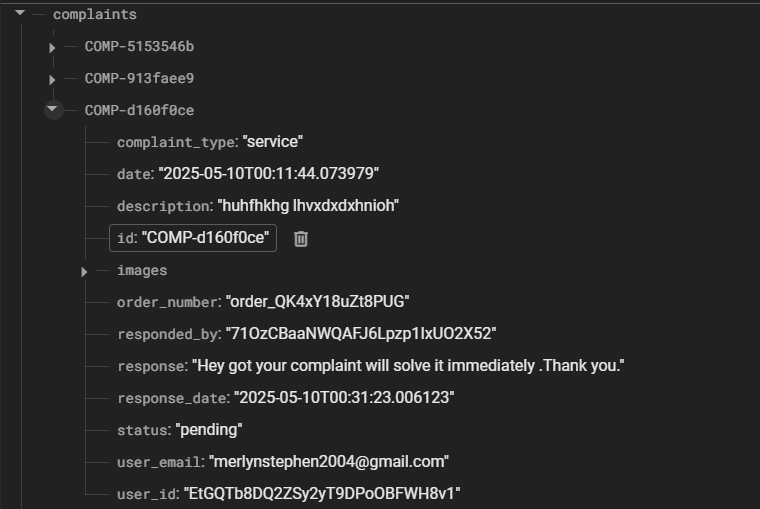 complaints
COMP-5153546b
COMP-913faee9
COMP-d160f0ce
complaint_type: "service"
date: "2025-05-10T00:11:44.073979"
description: "huhfhkhg lhvxdxdxhnioh"
id: "COMP-d160f0ce"
images
order_number: "order_QK4xY18uZt8PUG"
responded_by: "71OzCBaaNWQAFJ6Lpzp1IxUO2X52"
response: "Hey got your complaint will solve it immediately .Thank you."
response_date: "2025-05-10T00:31:23.006123"
status: "pending"
user_email: "merlynstephen2004@gmail.com"
user_id: "EtGQTb8DQ2ZSy2yT9DPoOBFWH8v1"